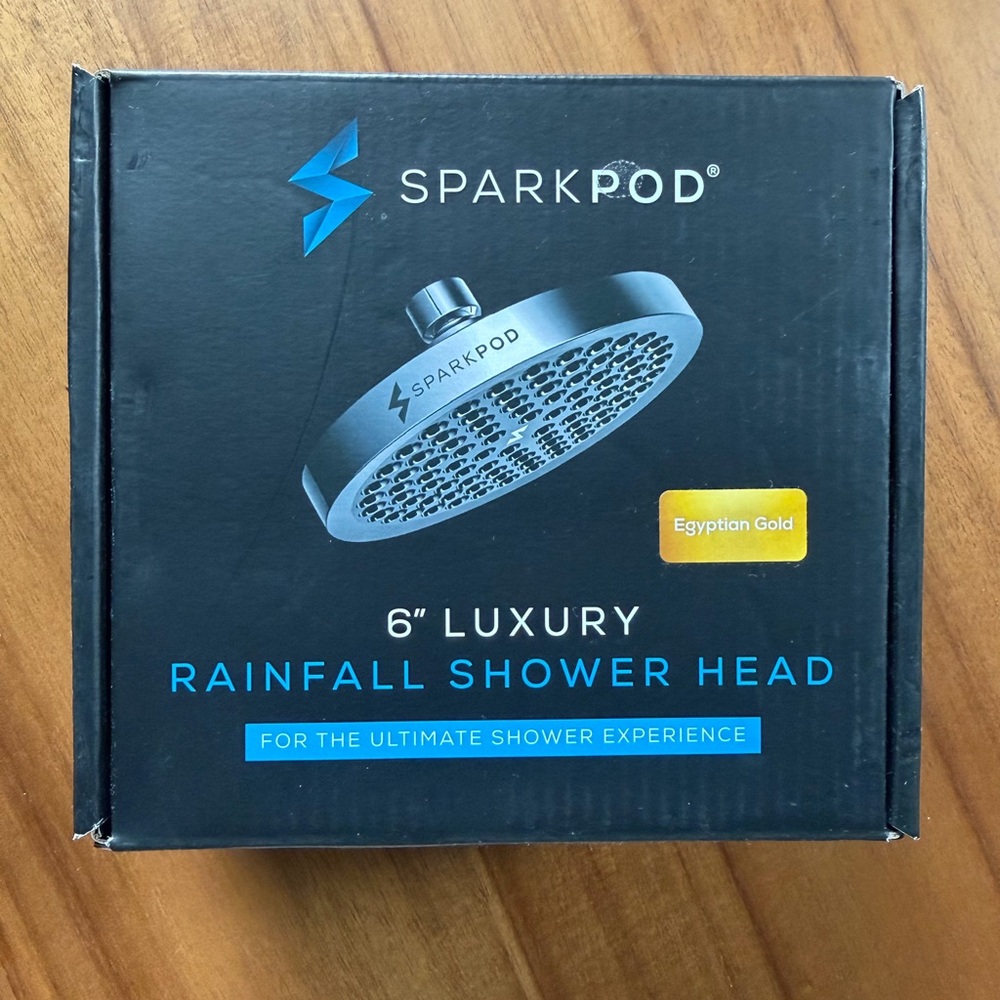 SPARKPOD®
SPARKPOD
Egyptian Gold
6" LUXURY
RAINFALL SHOWER HEAD
FOR THE ULTIMATE SHOWER EXPERIENCE